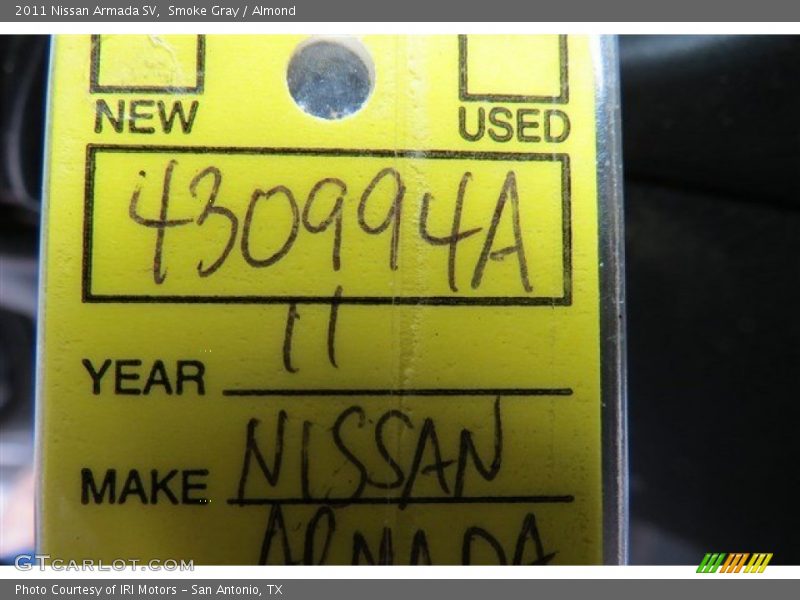 2011 Nissan Armada SV,  Smoke Gray / Almond
NEW
USED
430994A
YEAR 11
MAKE NISSAN
ARMADA
GTCARLOT.COM
Photo Courtesy of IRI Motors - San Antonio, TX